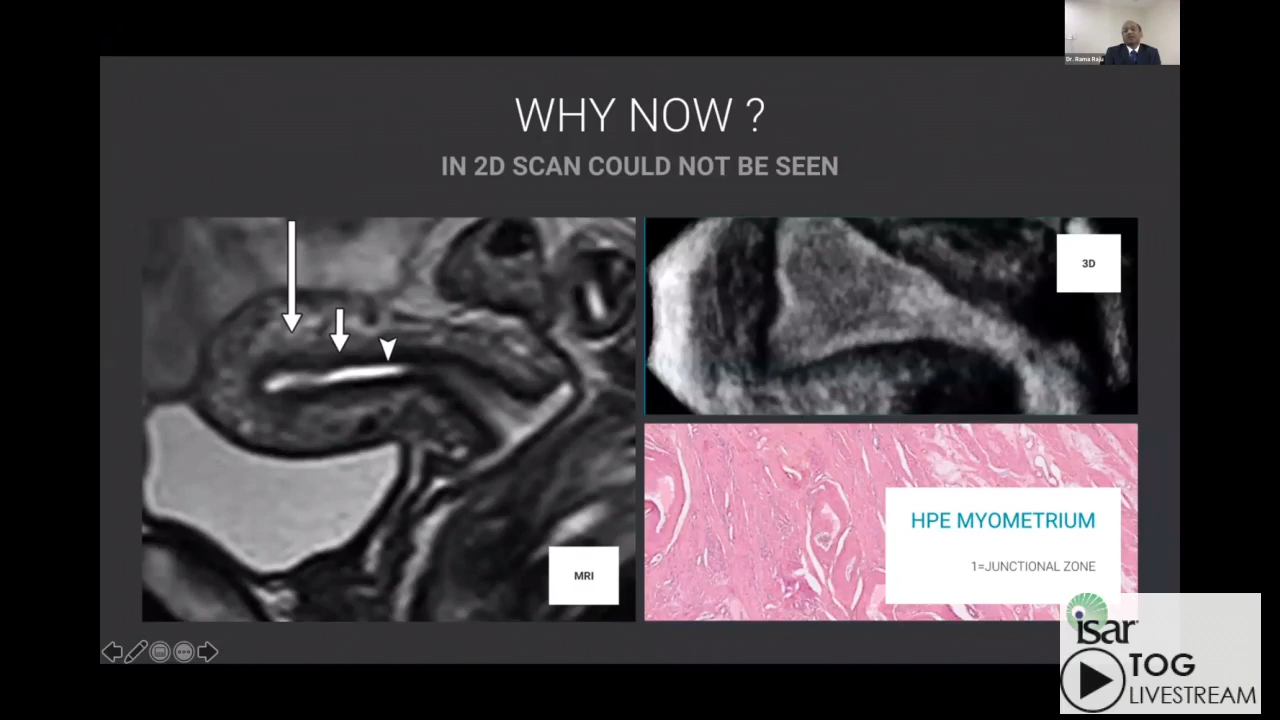 Dr. Rama Raju
WHY NOW ?
IN 2D SCAN COULD NOT BE SEEN
3D
MRI
HPE MYOMETRIUM
1=JUNCTIONAL ZONE
isar
TOG
LIVESTREAM